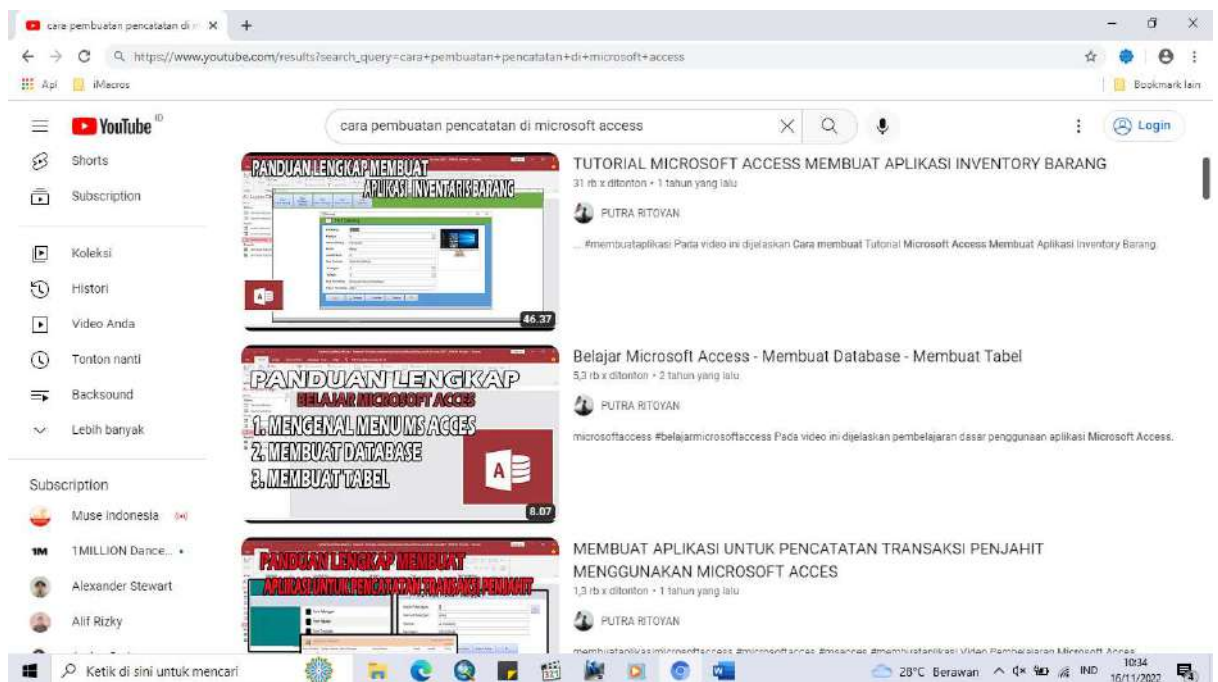 cara pembuatan pencatatan di m
https://www.youtube.com/results?search_query=cara+pembuatan+pencatatan+di+microsoft+access
Apl
iMacros
Bookmark lain
YouTube ID
cara pembuatan pencatatan di microsoft access
Login
Shorts
Subscription
Koleksi
Histori
Video Anda
Tonton nanti
Backsound
Lebih banyak
Subscription
Muse Indonesia
1M
1MILLION Dance...
Alexander Stewart
Alif Rizky
PANDUAN LENGKAP MEMBUAT
APLIKASI INVENTARIS BARANG
A
46.37
TUTORIAL MICROSOFT ACCESS MEMBUAT APLIKASI INVENTORY BARANG
31 rb x ditonton • 1 tahun yang lalu
PUTRA RITOYAN
... #membuataplikasi Pada video ini dijelaskan Cara membuat Tutorial Microsoft Access Membuat Aplikasi Inventory Barang.
PANDUAN LENGKAP
BELAJAR MICROSOFT ACCES
1. MENGENAL MENU MS ACCES
2. MEMBUAT DATABASE
3. MEMBUAT TABEL
A
8.07
Belajar Microsoft Access - Membuat Database - Membuat Tabel
5,3 rb x ditonton • 2 tahun yang lalu
PUTRA RITOYAN
microsoftaccess #belajarmicrosoftaccess Pada video ini dijelaskan pembelajaran dasar penggunaan aplikasi Microsoft Access.
PANDUAN LENGKAP MEMBUAT
APLIKASI UNTUK PENCATATAN TRANSAKSI PENJAHIT
MEMBUAT APLIKASI UNTUK PENCATATAN TRANSAKSI PENJAHIT
MENGGUNAKAN MICROSOFT ACCES
1,3 rb x ditonton • 1 tahun yang lalu
PUTRA RITOYAN
Ketik di sini untuk mencari
28°C Berawan
IND
10:34
16/11/2022